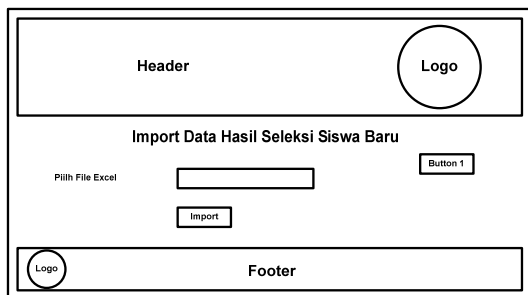 Header
Logo
Import Data Hasil Seleksi Siswa Baru
Button 1
Piilh File Excel
Import
Logo
Footer